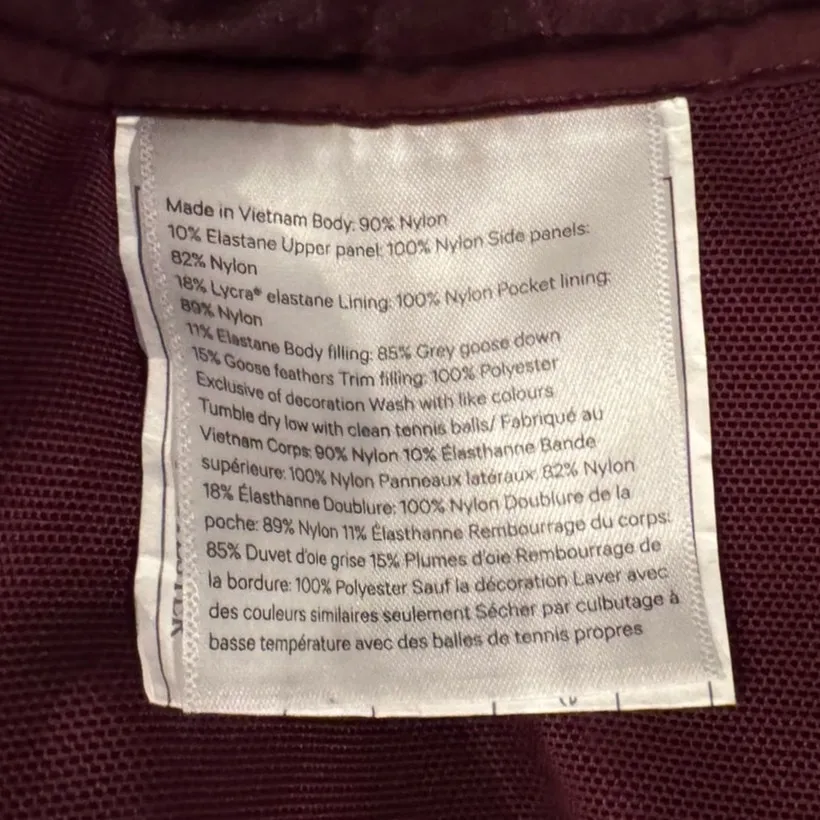 Made in Vietnam Body: 90% Nylon
10% Elastane Upper panel: 100% Nylon Side panels:
82% Nylon
18% Lycra® elastane Lining: 100% Nylon Pocket lining:
89% Nylon
11% Elastane Body filling: 85% Grey goose down
15% Goose feathers Trim filling: 100% Polyester
Exclusive of decoration Wash with like colours
Tumble dry low with clean tennis balls/ Fabriqué au
Vietnam Corps: 90% Nylon 10% Élasthanne Bande
supérieure: 100% Nylon Panneaux latéraux: 82% Nylon
18% Élasthanne Doublure: 100% Nylon Doublure de la
poche: 89% Nylon 11% Élasthanne Rembourrage du corps:
85% Duvet d'oie grise 15% Plumes d'oie Rembourrage de
la bordure: 100% Polyester Sauf la décoration Laver avec
des couleurs similaires seulement Sécher par culbutage à
basse température avec des balles de tennis propres